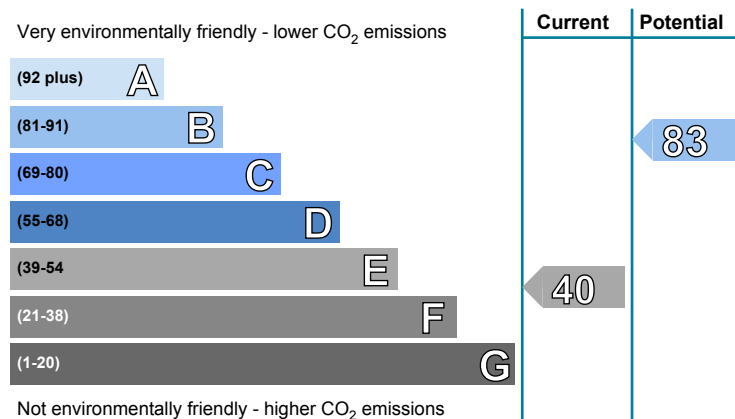 Very environmentally friendly - lower CO2 emissions
Current
Potential
(92 plus) A
(81-91) B
83
(69-80) C
(55-68) D
(39-54 E
40
(21-38) F
(1-20) G
Not environmentally friendly - higher CO2 emissions